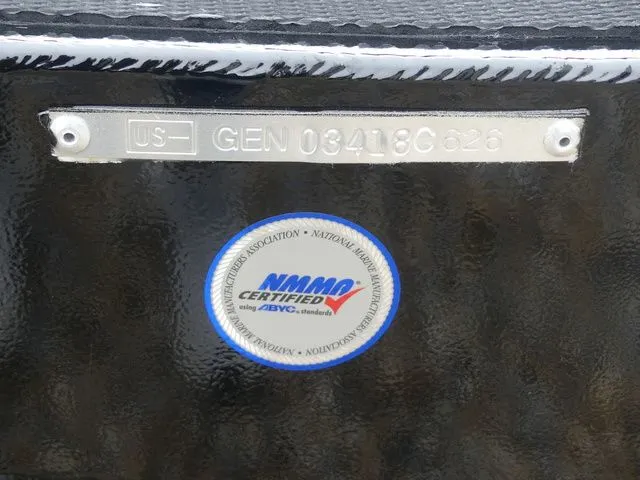 US- GEN 03418C626
NATIONAL MARINE MANUFACTURERS ASSOCIATION • NATIONAL MARINE MANUFACTURERS ASSOCIATION •
NMMA®
CERTIFIED
using ABYC® standards